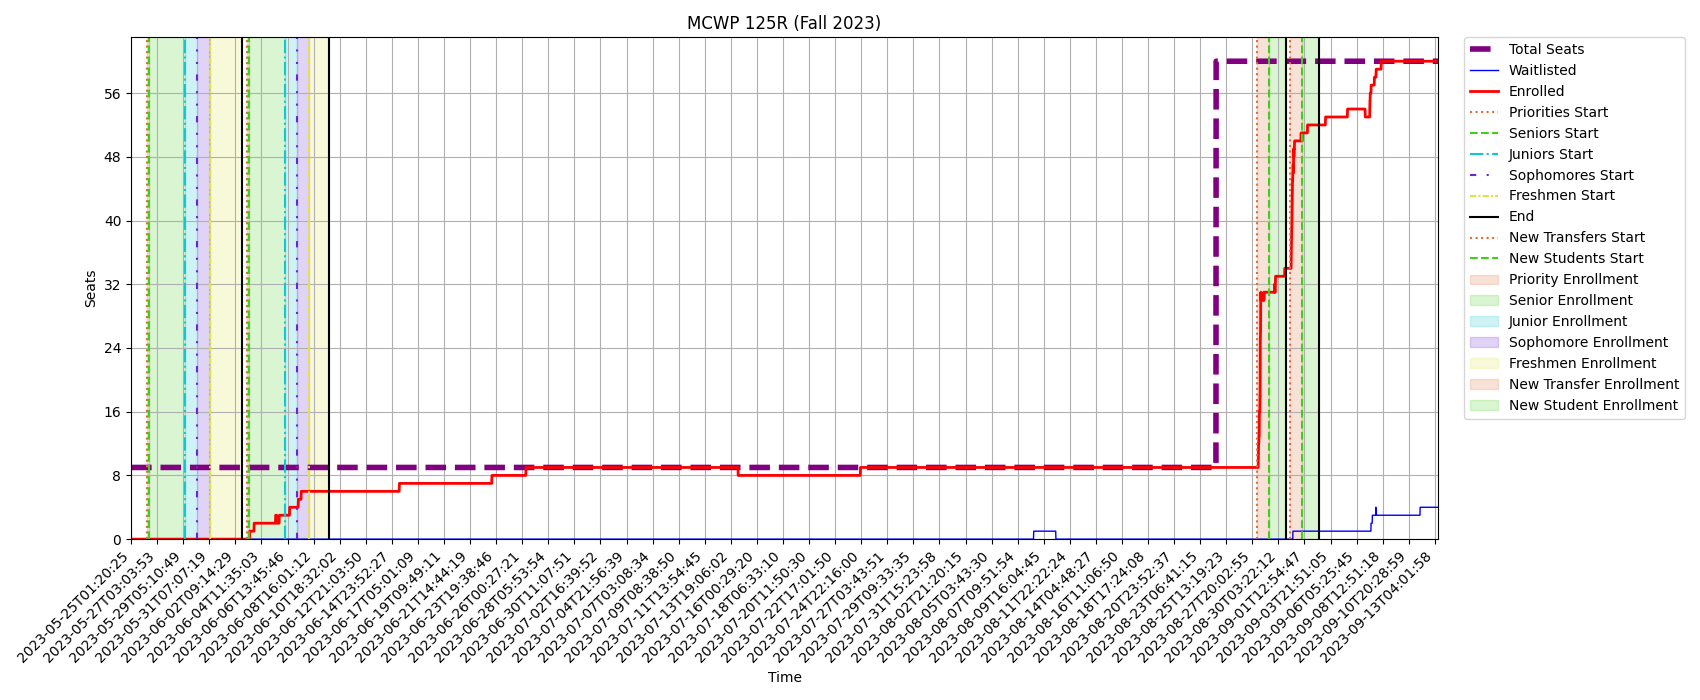 MCWP 125R (Fall 2023)
Seats
56
48
40
32
24
16
8
0
2023-05-25T01:20:25
2023-05-27T03:03:53
2023-05-29T05:10:49
2023-05-31T07:07:19
2023-06-02T09:14:29
2023-06-04T11:35:03
2023-06-06T13:45:46
2023-06-08T16:01:12
2023-06-10T18:32:02
2023-06-12T21:03:50
2023-06-14T23:52:27
2023-06-17T05:01:09
2023-06-19T09:49:11
2023-06-21T14:44:19
2023-06-23T19:38:46
2023-06-26T00:27:21
2023-06-28T05:53:54
2023-06-30T11:07:51
2023-07-02T16:39:52
2023-07-04T21:56:39
2023-07-07T03:08:34
2023-07-09T08:38:50
2023-07-11T13:54:45
2023-07-13T19:06:02
2023-07-16T00:29:20
2023-07-18T06:33:10
2023-07-20T11:50:30
2023-07-22T17:01:50
2023-07-24T22:16:00
2023-07-27T03:43:51
2023-07-29T09:33:35
2023-07-31T15:23:58
2023-08-02T21:20:15
2023-08-05T03:43:30
2023-08-07T09:51:54
2023-08-09T16:04:45
2023-08-11T22:22:24
2023-08-14T04:48:27
2023-08-16T11:06:50
2023-08-18T17:24:08
2023-08-20T23:52:37
2023-08-23T06:41:15
2023-08-25T13:19:23
2023-08-27T20:02:55
2023-08-30T03:22:12
2023-09-01T12:54:47
2023-09-03T21:51:05
2023-09-06T05:25:45
2023-09-08T12:51:18
2023-09-10T20:28:59
2023-09-13T04:01:58
Time
Total Seats
Waitlisted
Enrolled
Priorities Start
Seniors Start
Juniors Start
Sophomores Start
Freshmen Start
End
New Transfers Start
New Students Start
Priority Enrollment
Senior Enrollment
Junior Enrollment
Sophomore Enrollment
Freshmen Enrollment
New Transfer Enrollment
New Student Enrollment